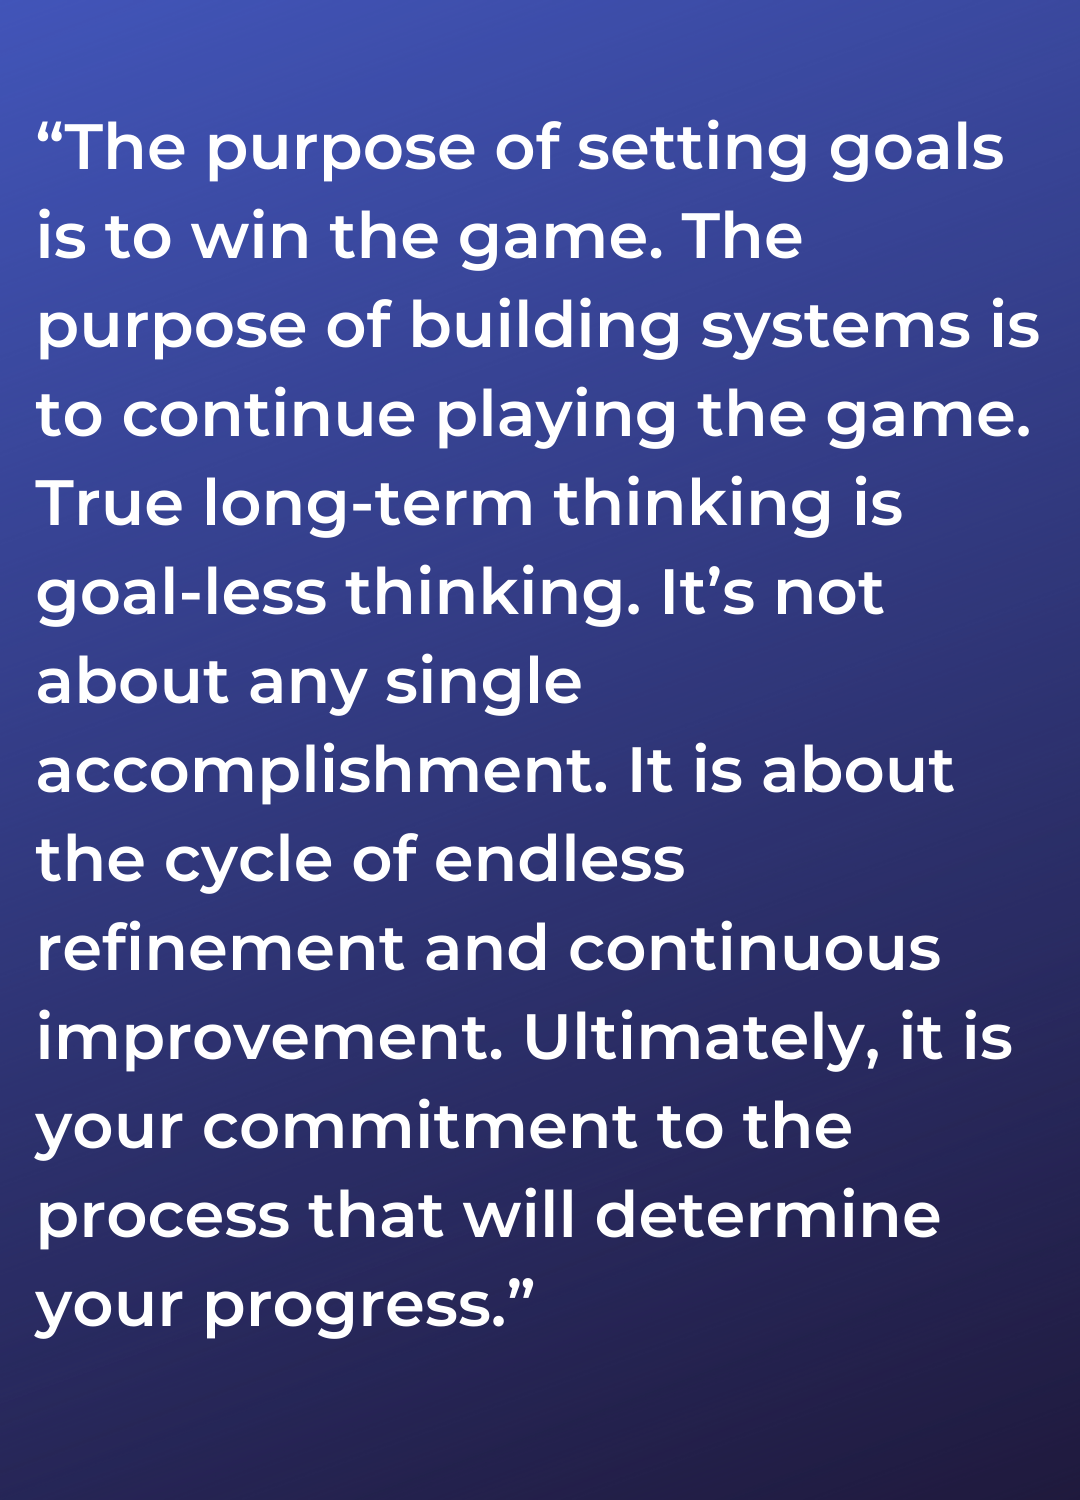 “The purpose of setting goals
is to win the game. The
purpose of building systems is
to continue playing the game.
True long-term thinking is
goal-less thinking. It’s not
about any single
accomplishment. It is about
the cycle of endless
refinement and continuous
improvement. Ultimately, it is
your commitment to the
process that will determine
your progress.”